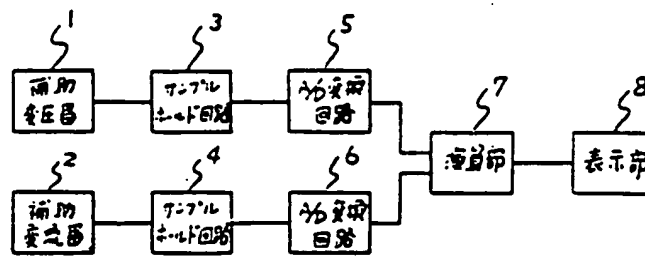 1
3
5
補助
変圧器
サンプル
ホールド回路
A/D変換
回路
7
8
演算部
表示部
2
4
6
補助
変流器
サンプル
ホールド回路
A/D変換
回路